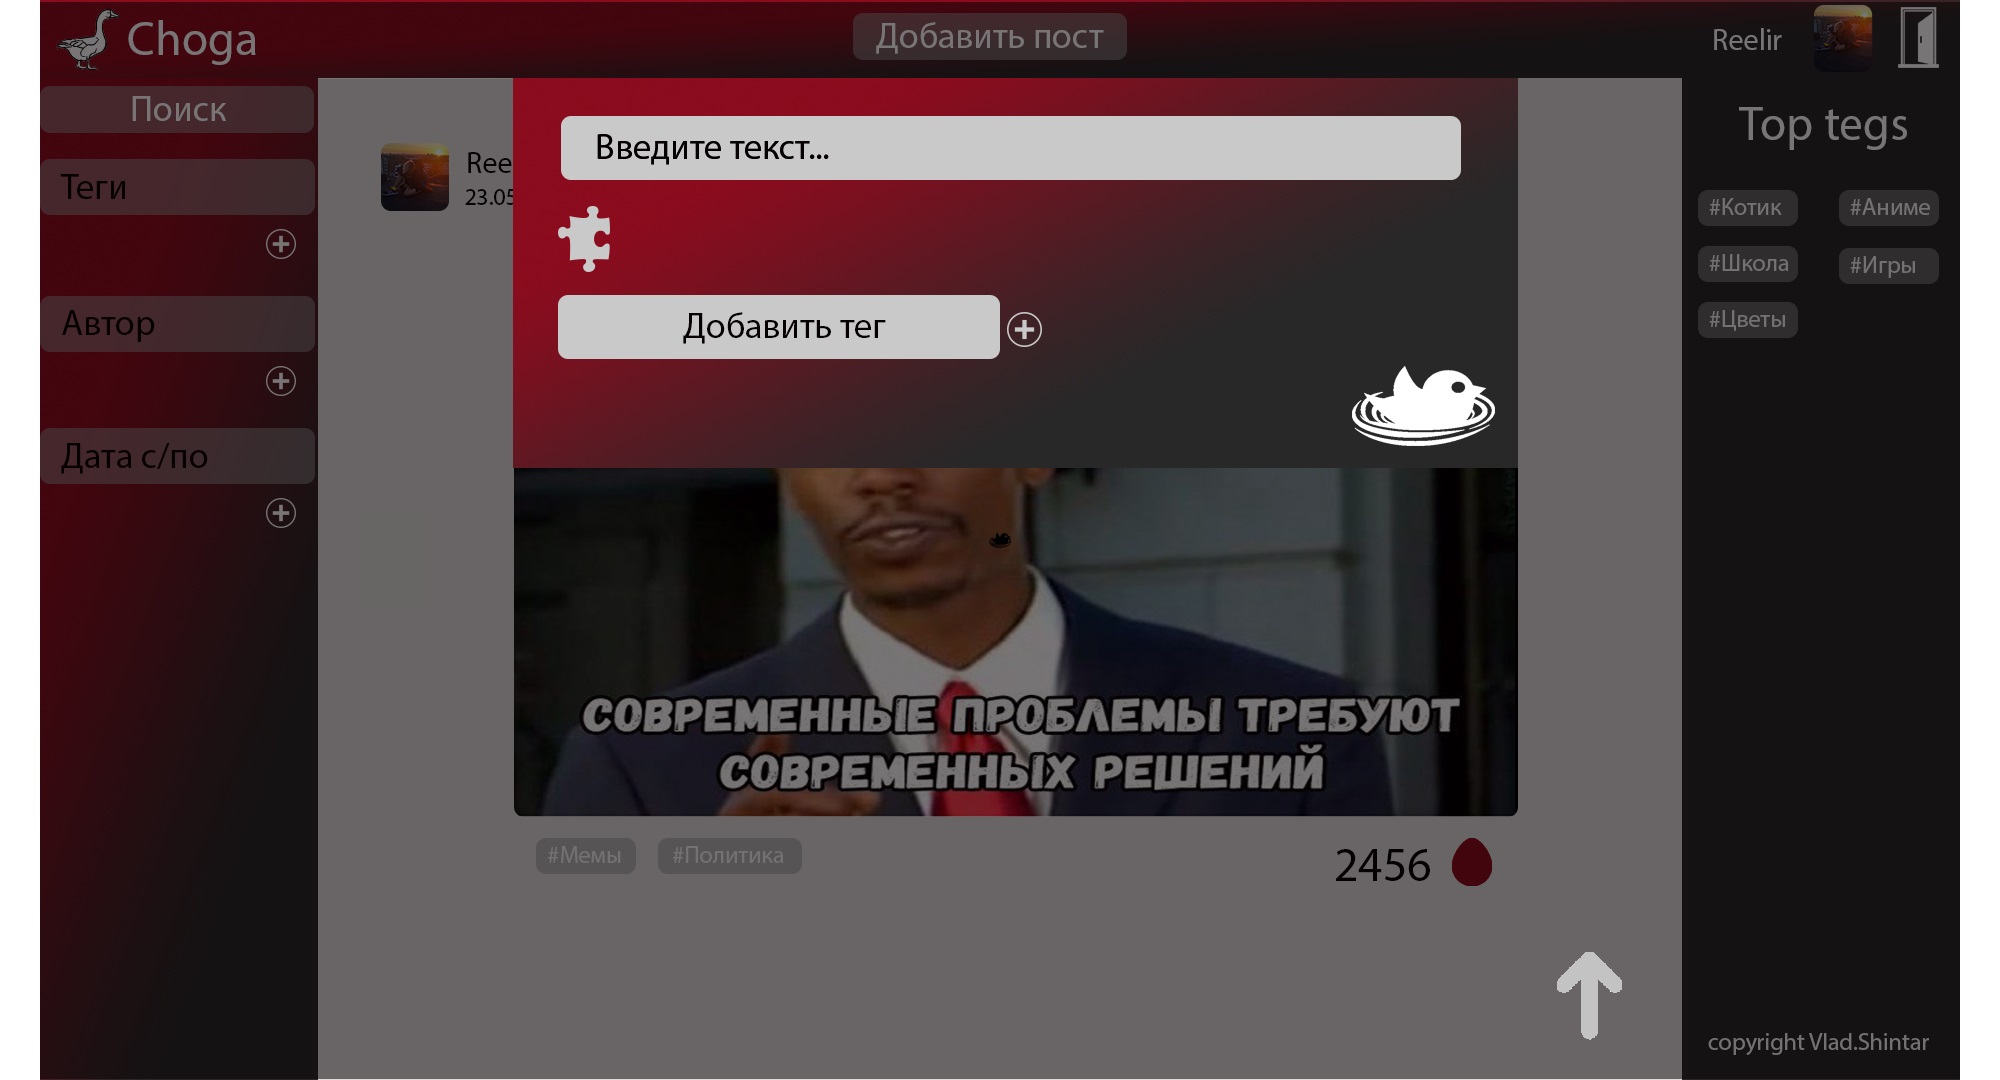 Choga
Добавить пост
Reelir
Поиск
Теги
Автор
Дата с/по
Введите текст...
Добавить тег
23.05
СОВРЕМЕННЫЕ ПРОБЛЕМЫ ТРЕБУЮТ
СОВРЕМЕННЫХ РЕШЕНИЙ
#Мемы #Политика
2456
Top tegs
#Котик #Аниме
#Школа #Игры
#Цветы
copyright Vlad.Shintar